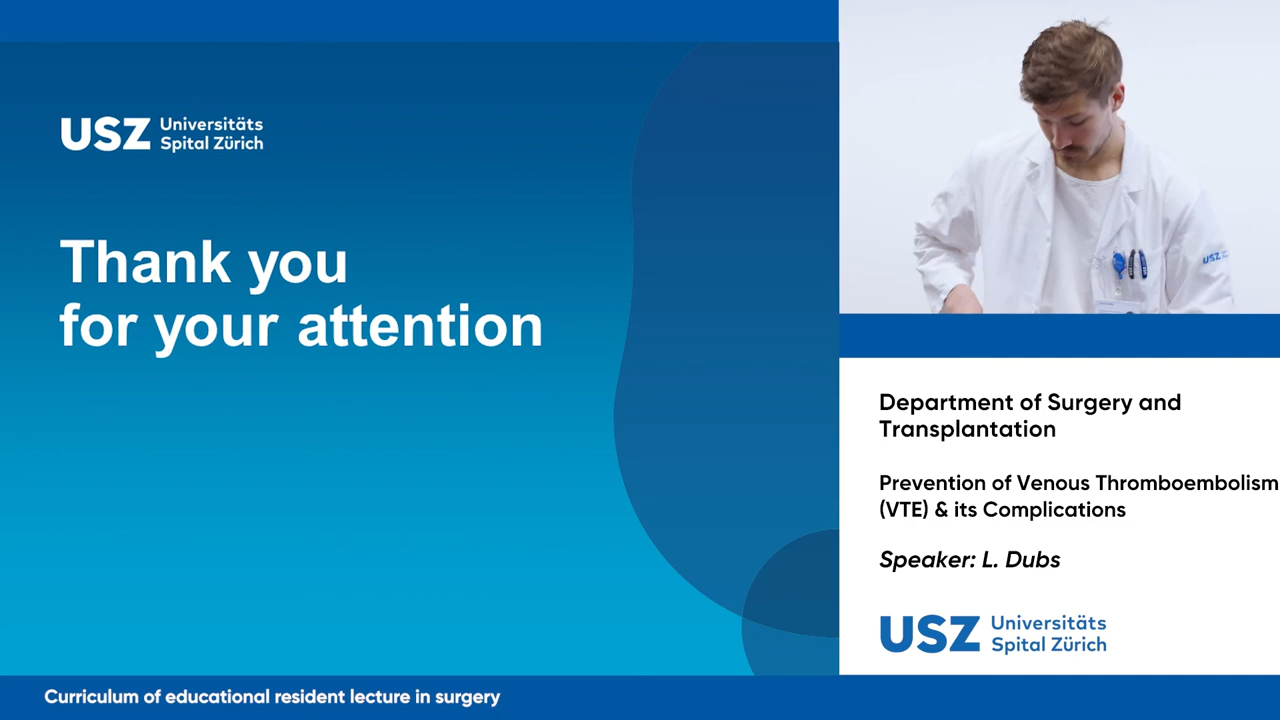 USZ Universitäts
Spital Zürich
Thank you
for your attention
USZ
Department of Surgery and
Transplantation
Prevention of Venous Thromboembolism
(VTE) & its Complications
Speaker: L. Dubs
USZ Universitäts
Spital Zürich
Curriculum of educational resident lecture in surgery